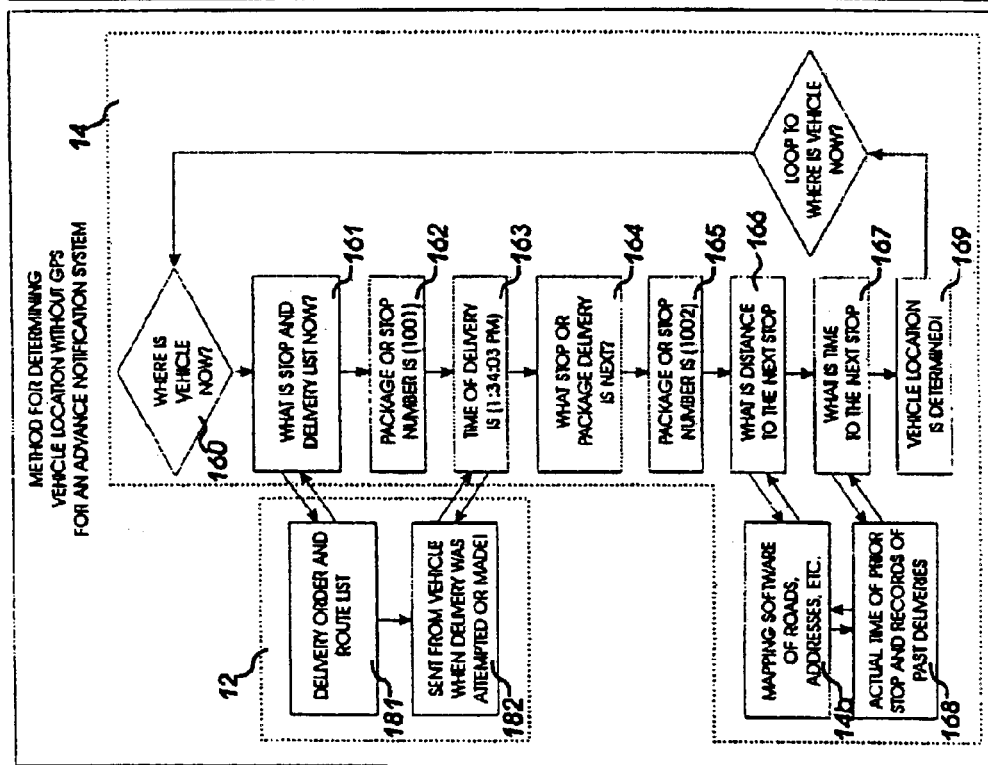 METHOD FOR DETERMINING
VEHICLE LOCATION WITHOUT GPS
FOR AN ADVANCE NOTIFICATION SYSTEM
14
WHERE IS
VEHICLE
NOW?
160
LOOP TO
WHERE IS VEHICLE
NOW?
12
DELIVERY ORDER AND
ROUTE LIST
181
WHAT IS STOP AND
DELIVERY LIST NOW?
161
PACKAGE OR STOP
NUMBER IS (1001)
162
SENT FROM VEHICLE
WHEN DELIVERY WAS
ATTEMPTED OR MADE!
182
TIME OF DELIVERY
IS (1:34:03 PM)
163
WHAT STOP OR
PACKAGE DELIVERY
IS NEXT?
164
PACKAGE OR STOP
NUMBER IS (1002)
165
MAPPING SOFTWARE
OF ROADS,
ADDRESSES, ETC.
14b
WHAT IS DISTANCE
TO THE NEXT STOP
166
ACTUAL TIME OF PRIOR
STOP AND RECORDS OF
PAST DELIVERIES
168
WHAT IS TIME
TO THE NEXT STOP
167
VEHICLE LOCATION
IS DETERMINED!
169